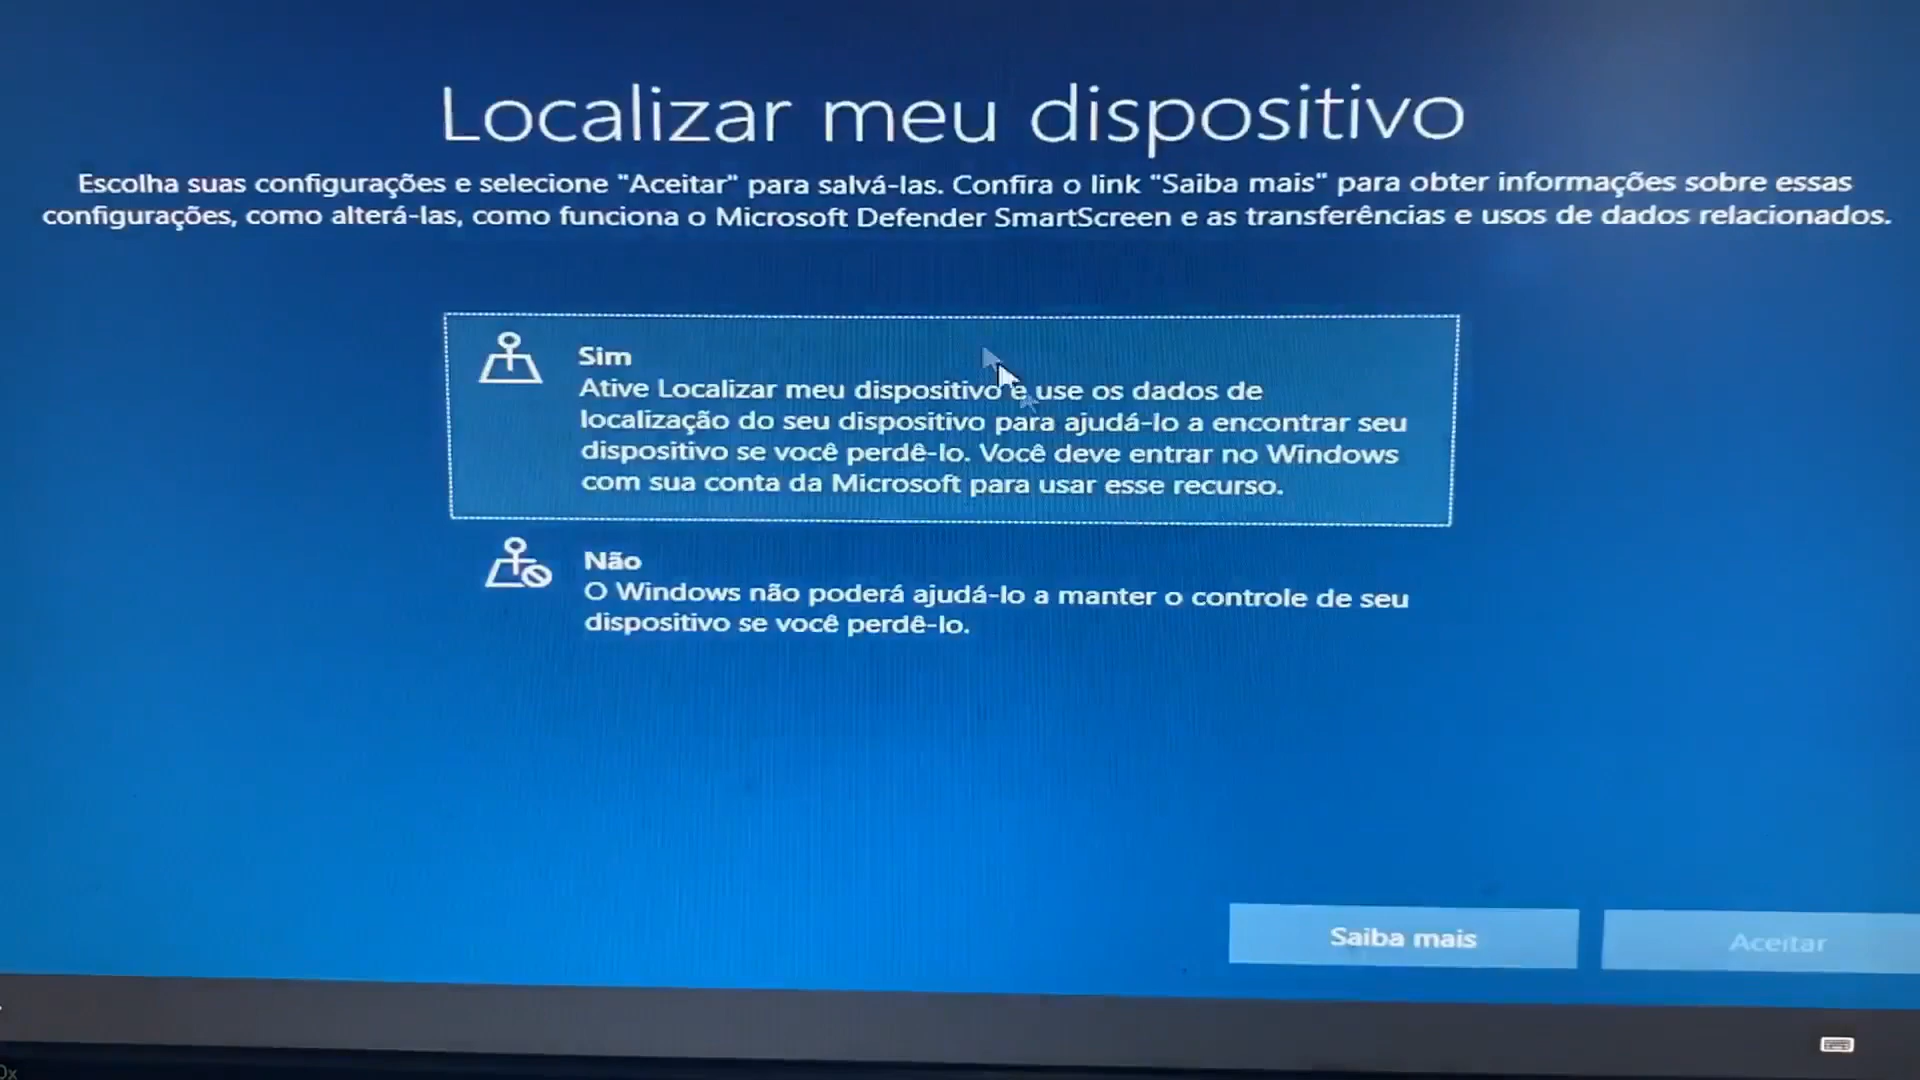 Localizar meu dispositivo
Escolha suas configurações e selecione "Aceitar" para salvá-las. Confira o link "Saiba mais" para obter informações sobre essas
configurações, como alterá-las, como funciona o Microsoft Defender SmartScreen e as transferências e usos de dados relacionados.
Sim
Ative Localizar meu dispositivo e use os dados de
localização do seu dispositivo para ajudá-lo a encontrar seu
dispositivo se você perdê-lo. Você deve entrar no Windows
com sua conta da Microsoft para usar esse recurso.
Não
O Windows não poderá ajudá-lo a manter o controle de seu
dispositivo se você perdê-lo.
Saiba mais
Aceitar